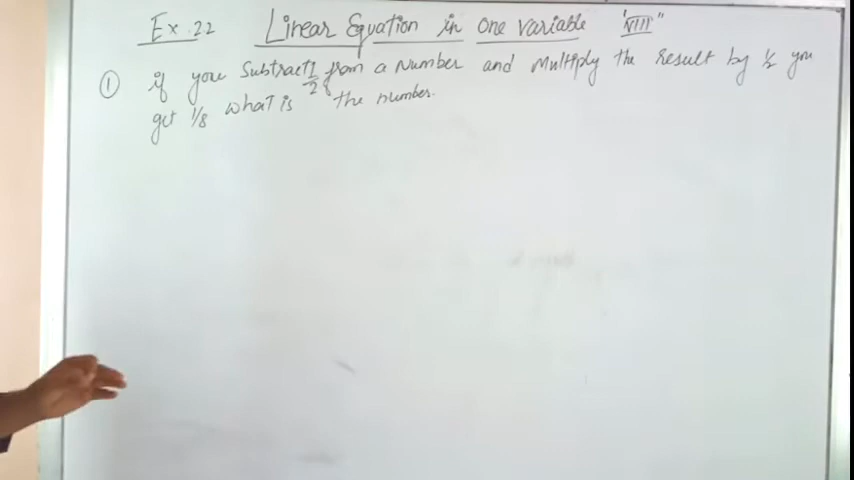 Ex. 22 Linear Equation in one variable "VIII"
① if you Subtract 1/2 from a Number and Multiply the result by 1/2 you
get 1/8 what is the number.